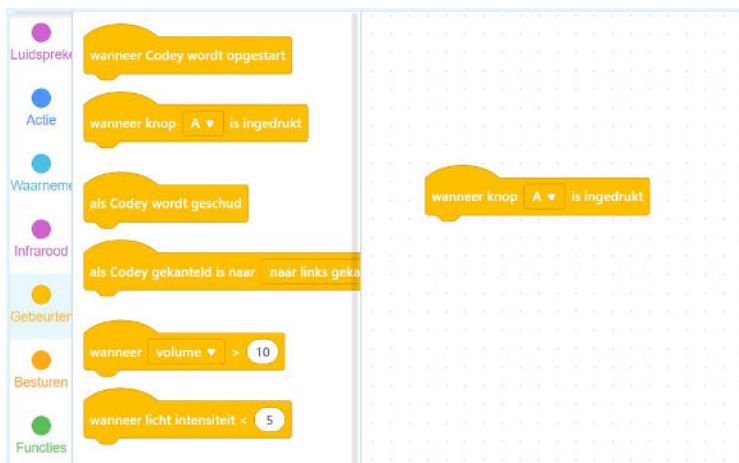 Luidspreke
Actie
Waarneme
Infrarood
Gebeurten
Besturen
Functies
wanneer Codey wordt opgestart
wanneer knop A ▼ is ingedrukt
als Codey wordt geschud
als Codey gekanteld is naar naar links geka
wanneer volume ▼ > 10
wanneer licht intensiteit < 5
wanneer knop A ▼ is ingedrukt